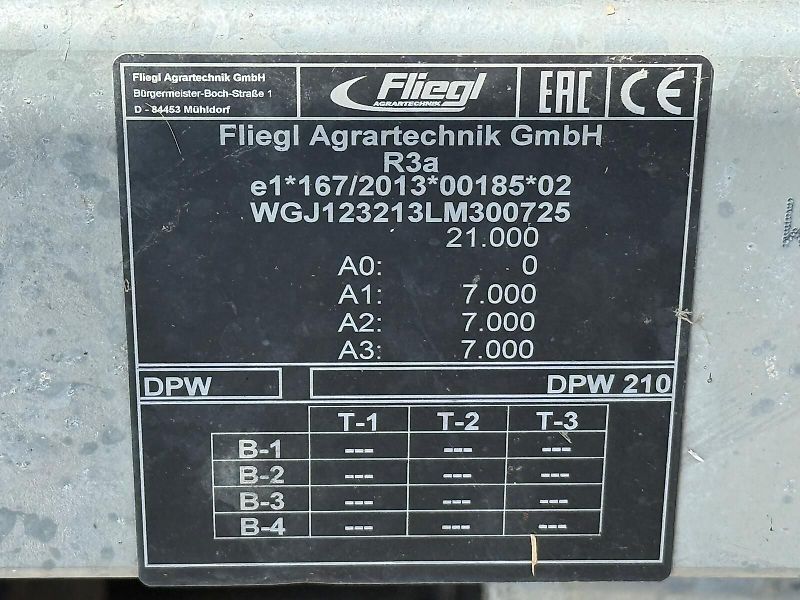 Fliegl Agrartechnik GmbH
Bürgermeister-Boch-Straße 1
D - 84453 Mühldorf
Fliegl
AGRARTECHNIK
EAC
CE
Fliegl Agrartechnik GmbH
R3a
e1*167/2013*00185*02
WGJ123213LM300725
21.000
A0: 0
A1: 7.000
A2: 7.000
A3: 7.000
DPW DPW 210
T-1 T-2 T-3
B-1 --- --- ---
B-2 --- --- ---
B-3 --- --- ---
B-4 --- --- ---